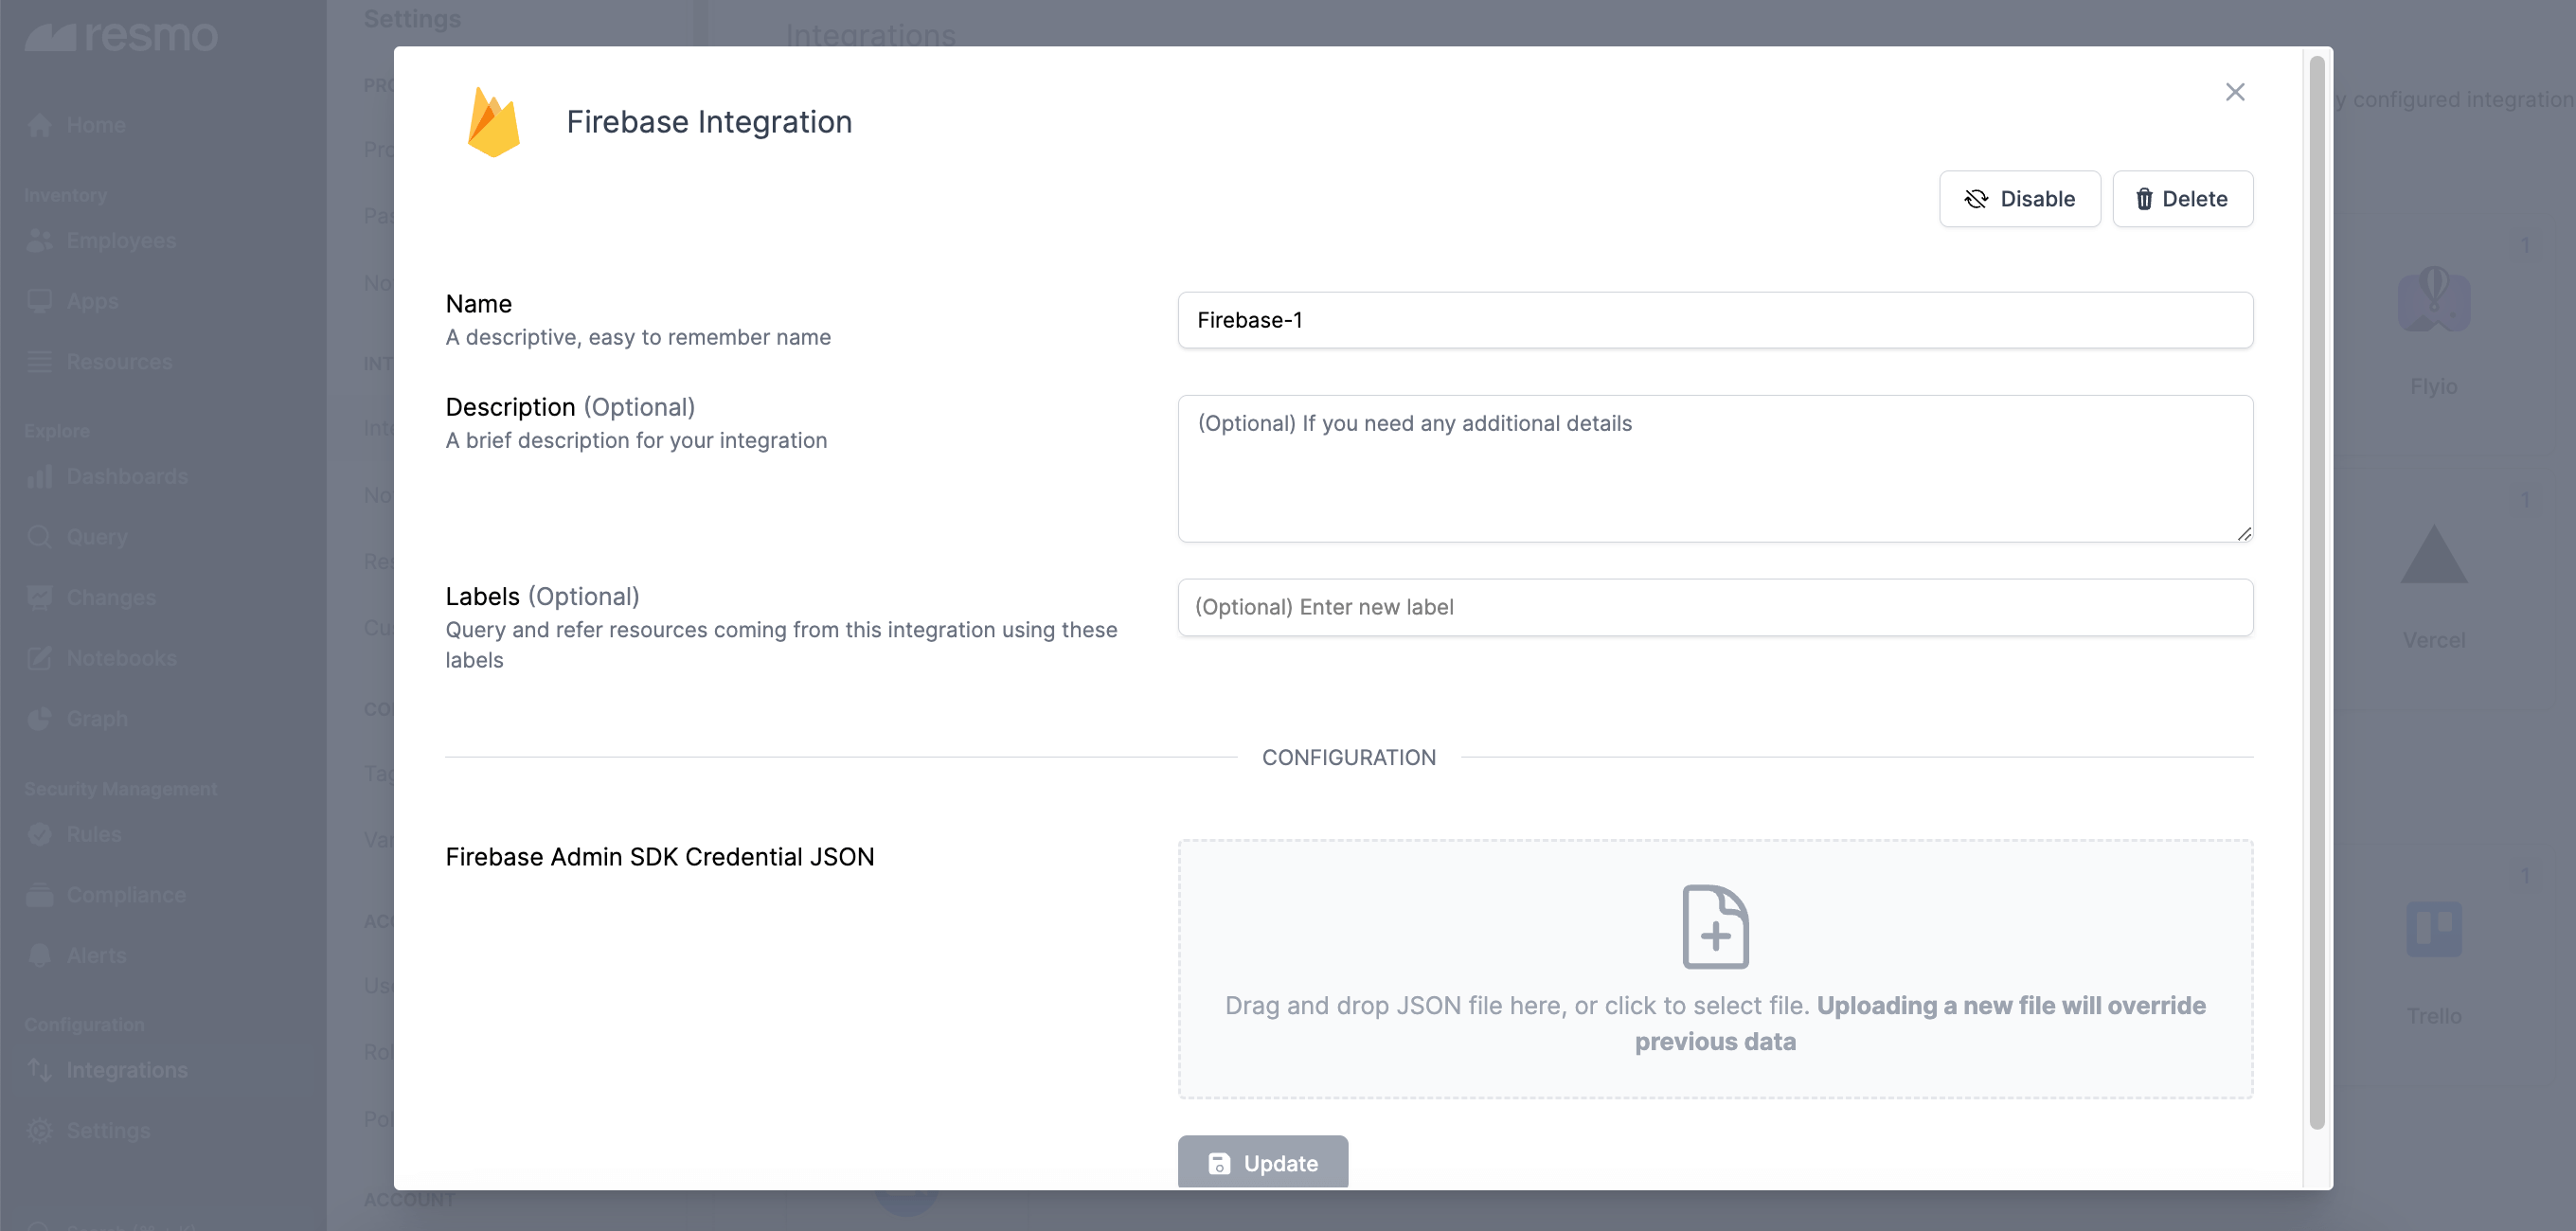 resmo
Home
Inventory
Employees
Apps
Resources
Explore
Dashboards
Query
Changes
Notebooks
Graph
Security Management
Rules
Compliance
Alerts
Configuration
Integrations
Settings
Settings
ACCOUNT
Integrations
y configured integration
Firebase Integration
Disable
Delete
Name
A descriptive, easy to remember name
Firebase-1
Description (Optional)
A brief description for your integration
(Optional) If you need any additional details
Labels (Optional)
Query and refer resources coming from this integration using these
labels
(Optional) Enter new label
CONFIGURATION
Firebase Admin SDK Credential JSON
Drag and drop JSON file here, or click to select file. Uploading a new file will override
previous data
Update
1
Flyio
1
Vercel
1
Trello